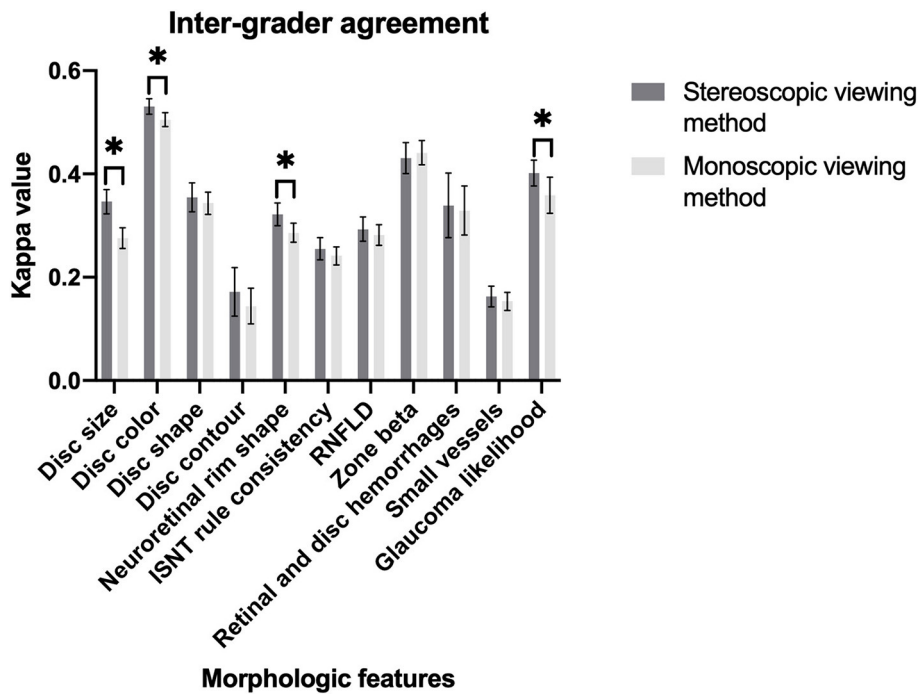 Inter-grader agreement
Kappa value
0.6
0.4
0.2
0.0
*
*
*
*
Stereoscopic viewing
method
Monoscopic viewing
method
Disc size
Disc color
Disc shape
Disc contour
Neuroretinal rim shape
ISNT rule consistency
RNFLD
Zone beta
Retinal and disc hemorrhages
Small vessels
Glaucoma likelihood
Morphologic features